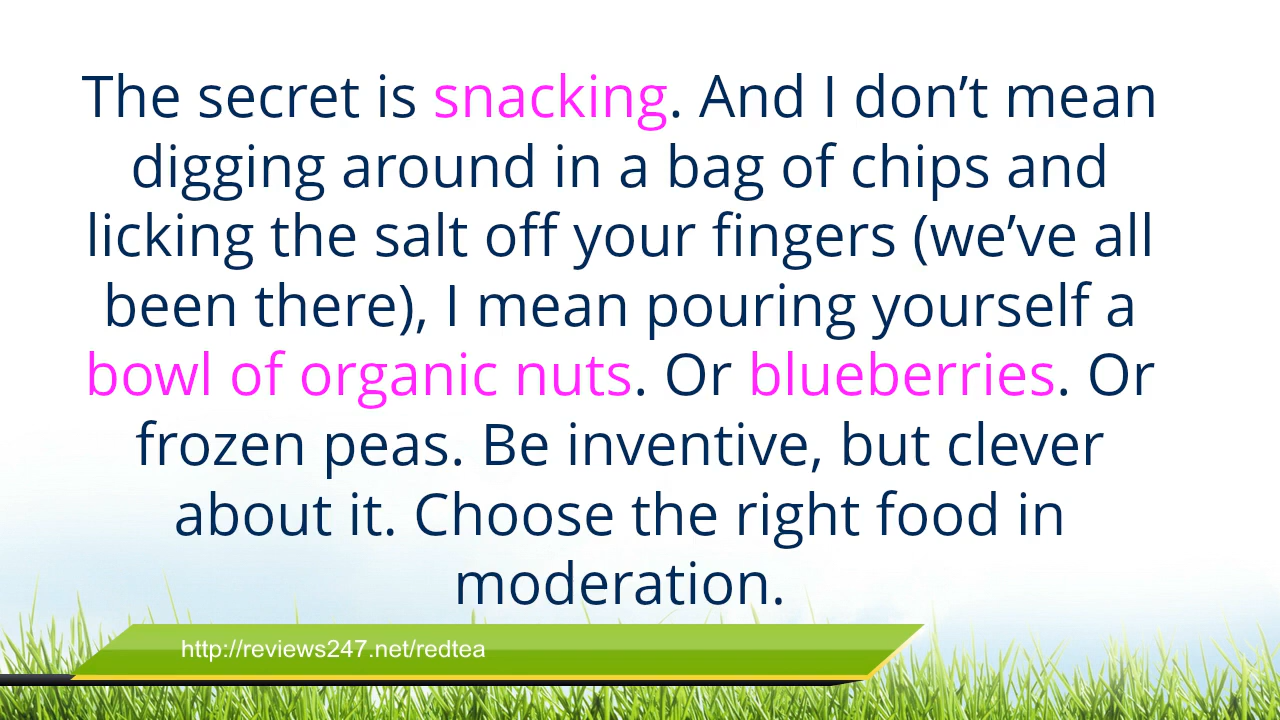 The secret is snacking. And I don’t mean
digging around in a bag of chips and
licking the salt off your fingers (we’ve all
been there), I mean pouring yourself a
bowl of organic nuts. Or blueberries. Or
frozen peas. Be inventive, but clever
about it. Choose the right food in
moderation.
http://reviews247.net/redtea